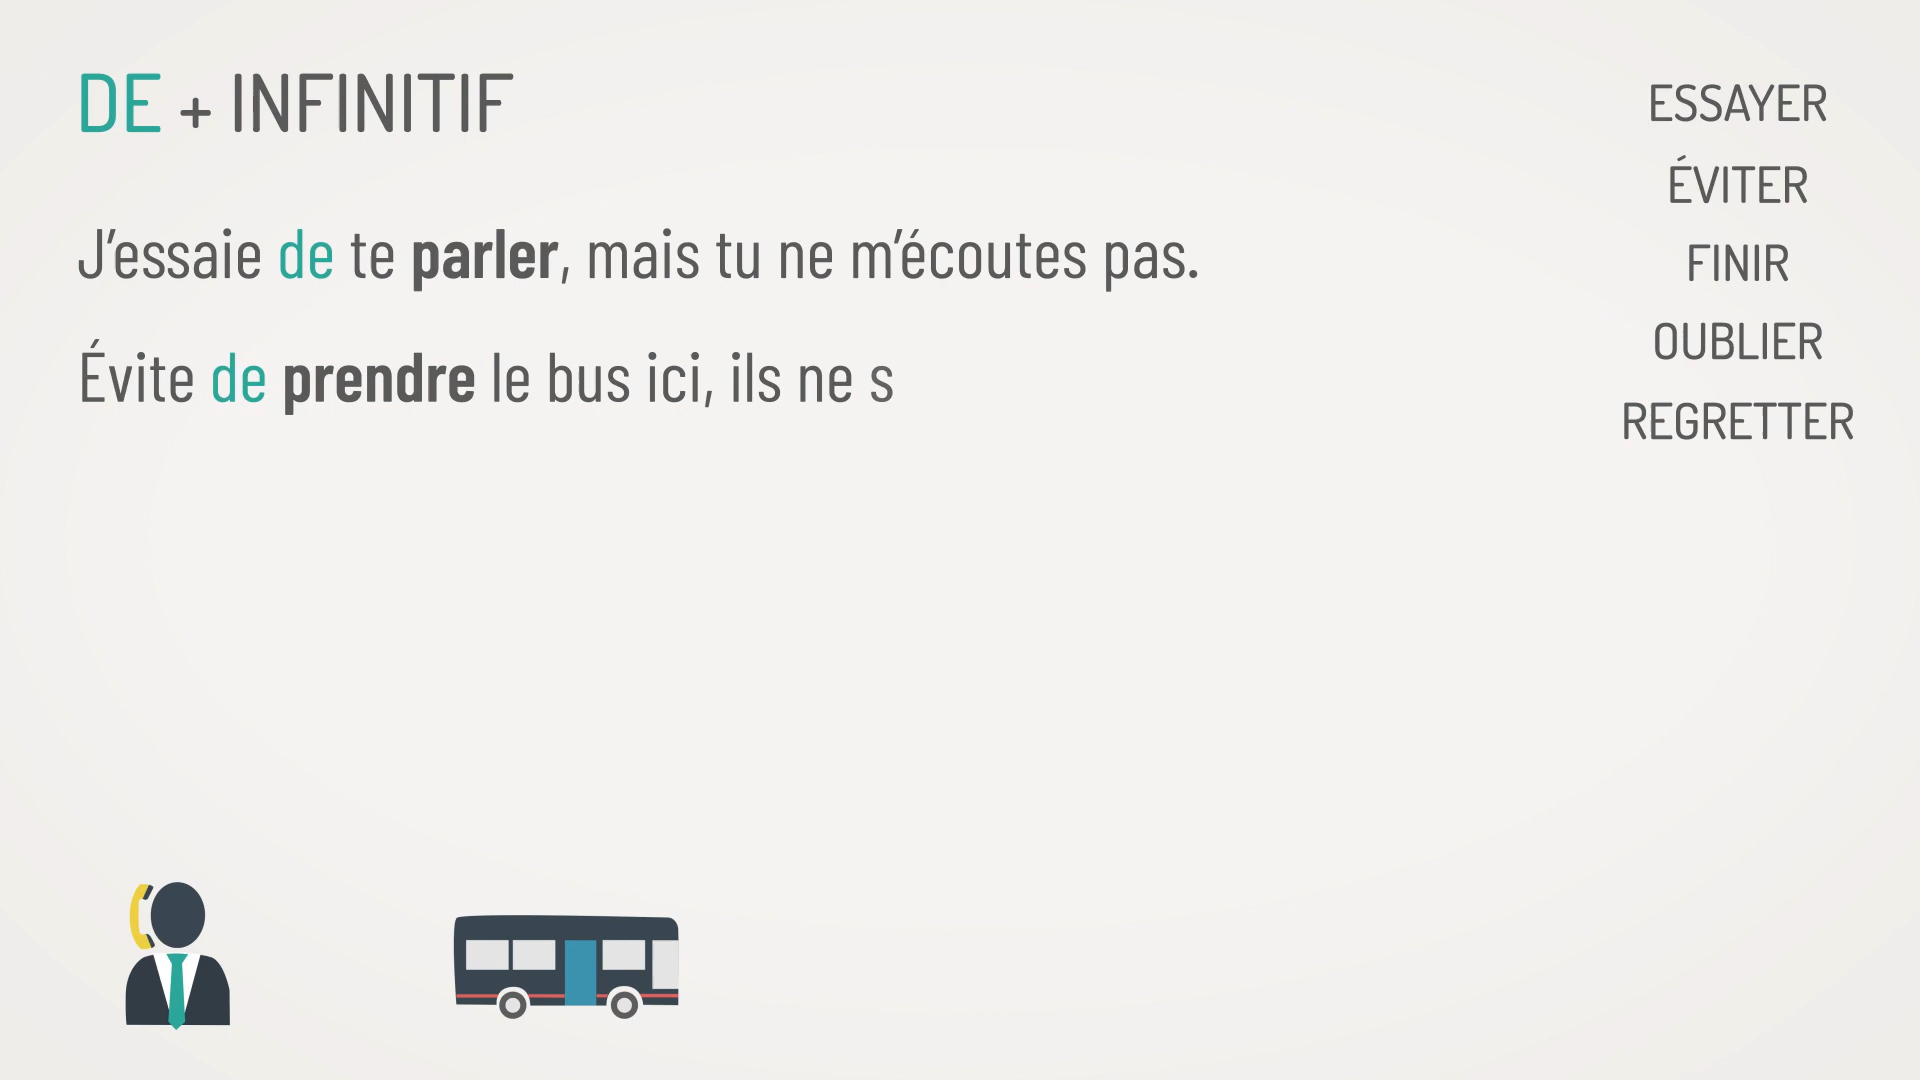 DE + INFINITIF
J’essaie de te parler, mais tu ne m’écoutes pas.
Évite de prendre le bus ici, ils ne s
ESSAYER
ÉVITER
FINIR
OUBLIER
REGRETTER